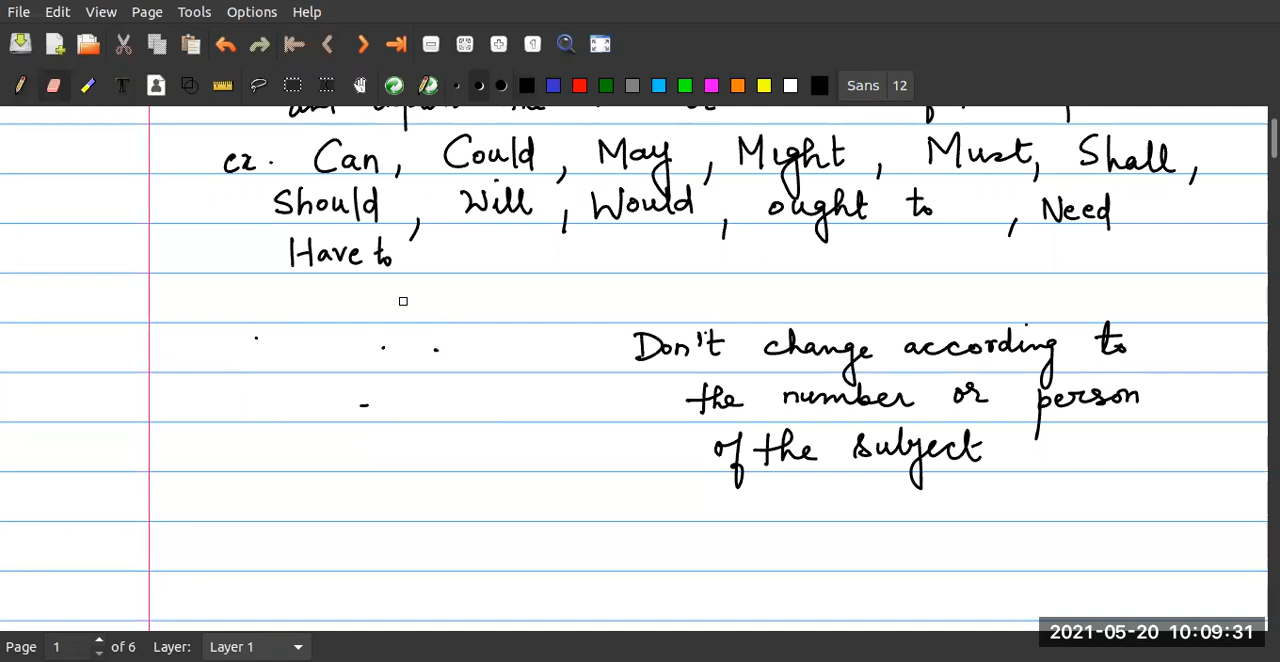 File Edit View Page Tools Options Help
Sans 12
and the
ex. Can, Could, May, Might, Must, Shall,
Should, Will, Would, ought to, Need
Have to
Don't change according to
the number or person
of the subject
2021-05-20 10:09:31
Page 1 of 6 Layer: Layer 1